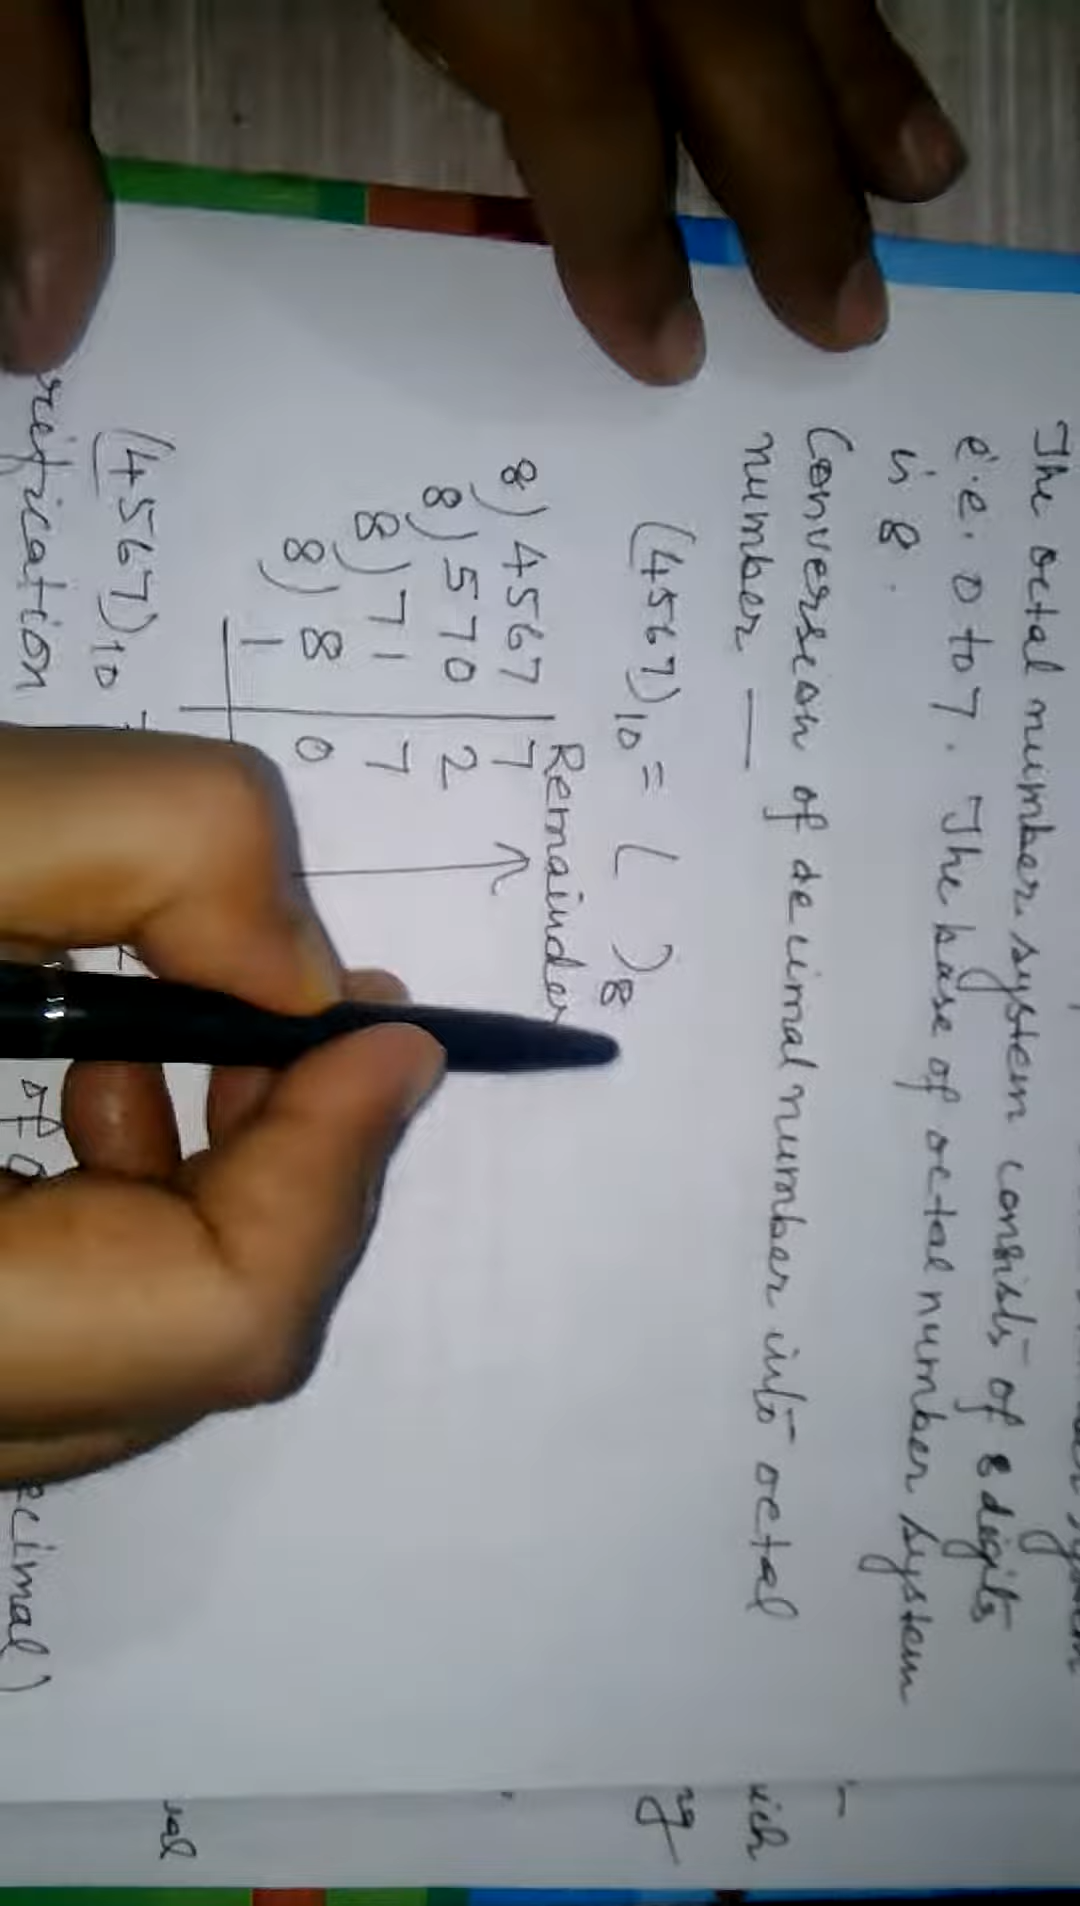 The octal number system consists of 8 digits
i.e. 0 to 7. The base of octal number system
is 8.
Conversion of decimal number into octal
number —
(4567)10 = ( )8
Remainder
8)4567 7
8)570 2
8)71 7
8)8 0
1
(4567)10